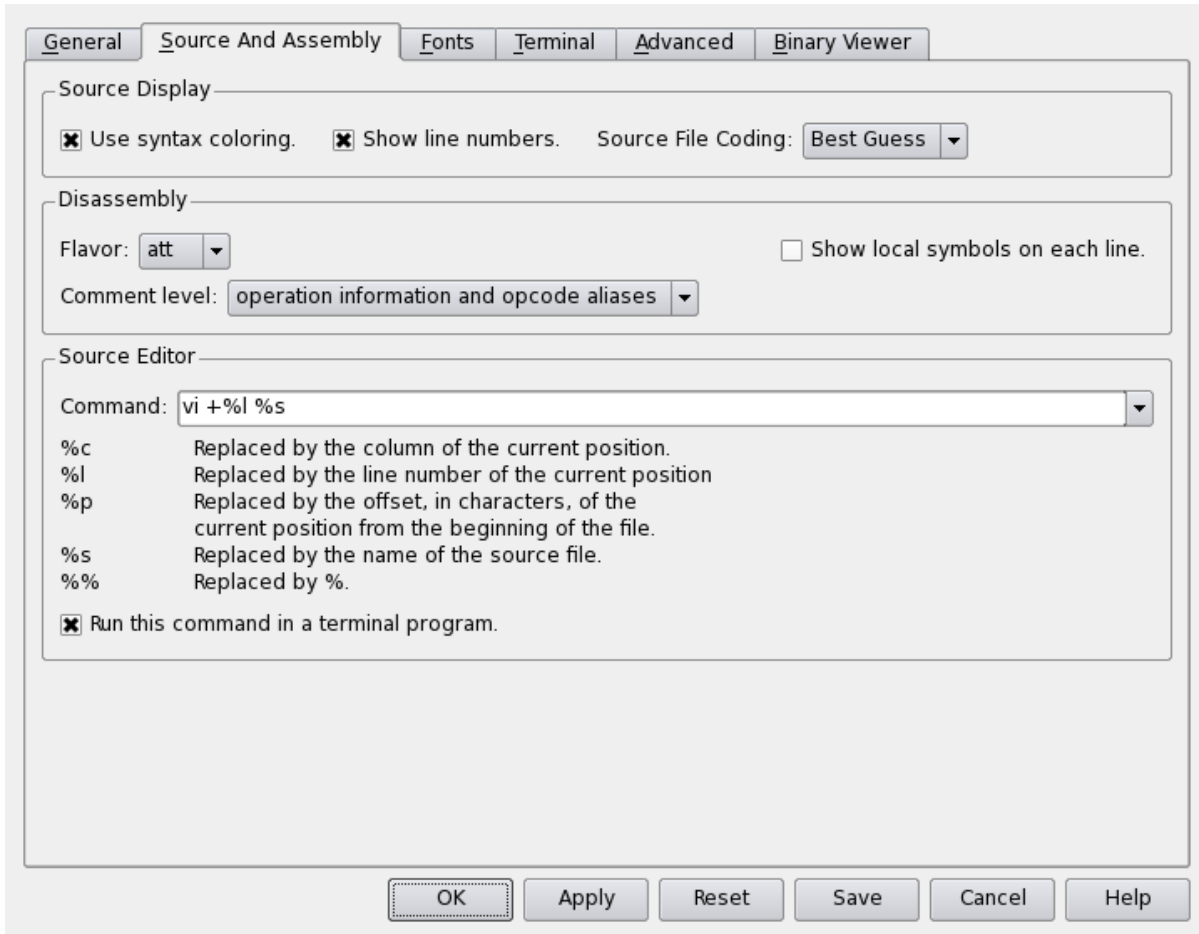 General Source And Assembly Fonts Terminal Advanced Binary Viewer
Source Display
Use syntax coloring. Show line numbers. Source File Coding: Best Guess
Disassembly
Flavor: att Show local symbols on each line.
Comment level: operation information and opcode aliases
Source Editor
Command: vi +%l %s
%c Replaced by the column of the current position.
%l Replaced by the line number of the current position
%p Replaced by the offset, in characters, of the
current position from the beginning of the file.
%s Replaced by the name of the source file.
%% Replaced by %.
Run this command in a terminal program.
OK Apply Reset Save Cancel Help